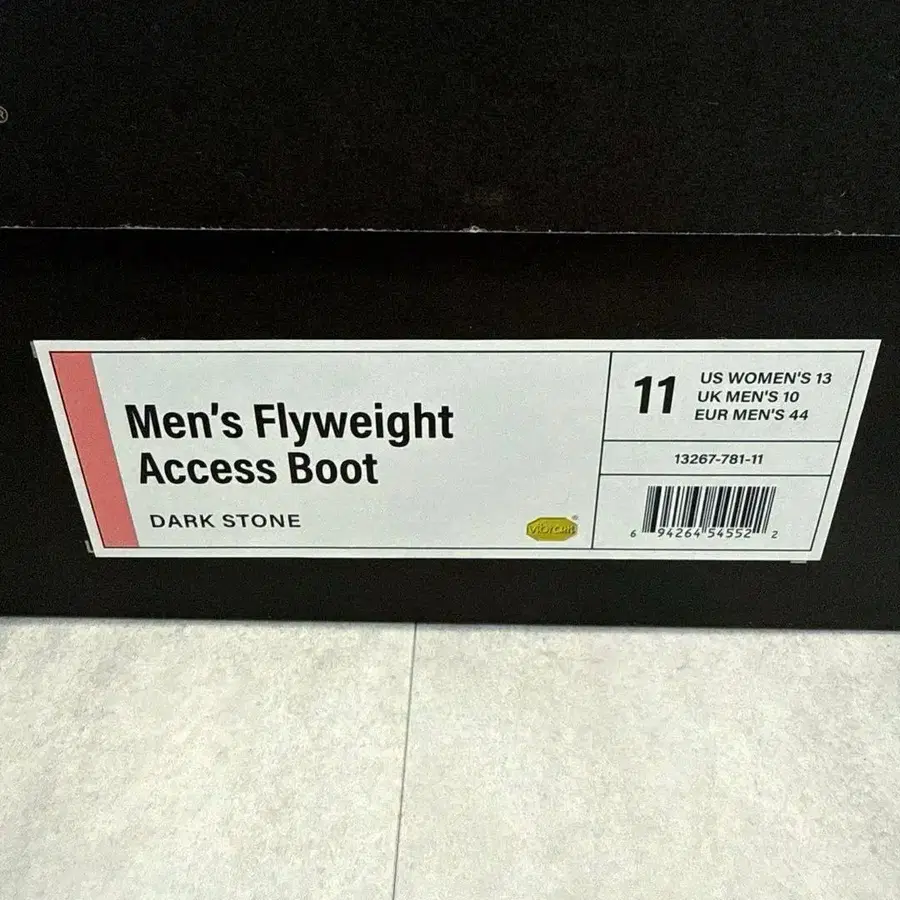 ®
Men's Flyweight
Access Boot
DARK STONE
11
US WOMEN'S 13
UK MEN'S 10
EUR MEN'S 44
13267-781-11
6 94264 54552 2